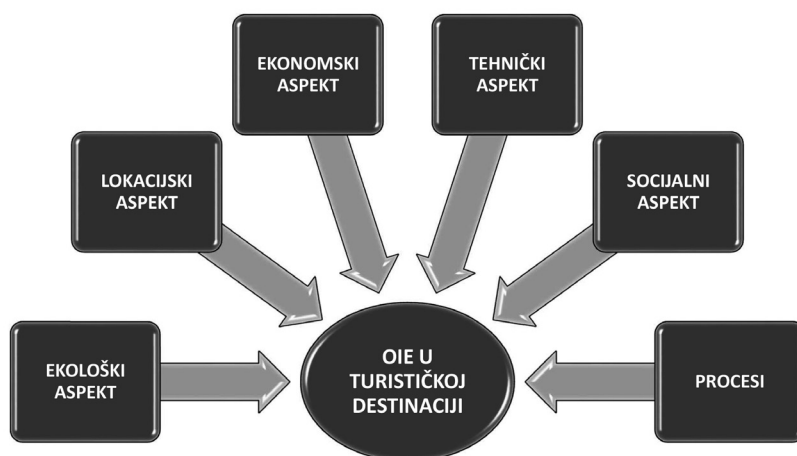 EKONOMSKI
ASPEKT
TEHNIČKI
ASPEKT
LOKACIJSKI
ASPEKT
SOCIJALNI
ASPEKT
EKOLOŠKI
ASPEKT
OIE U
TURISTIČKOJ
DESTINACIJI
PROCESI